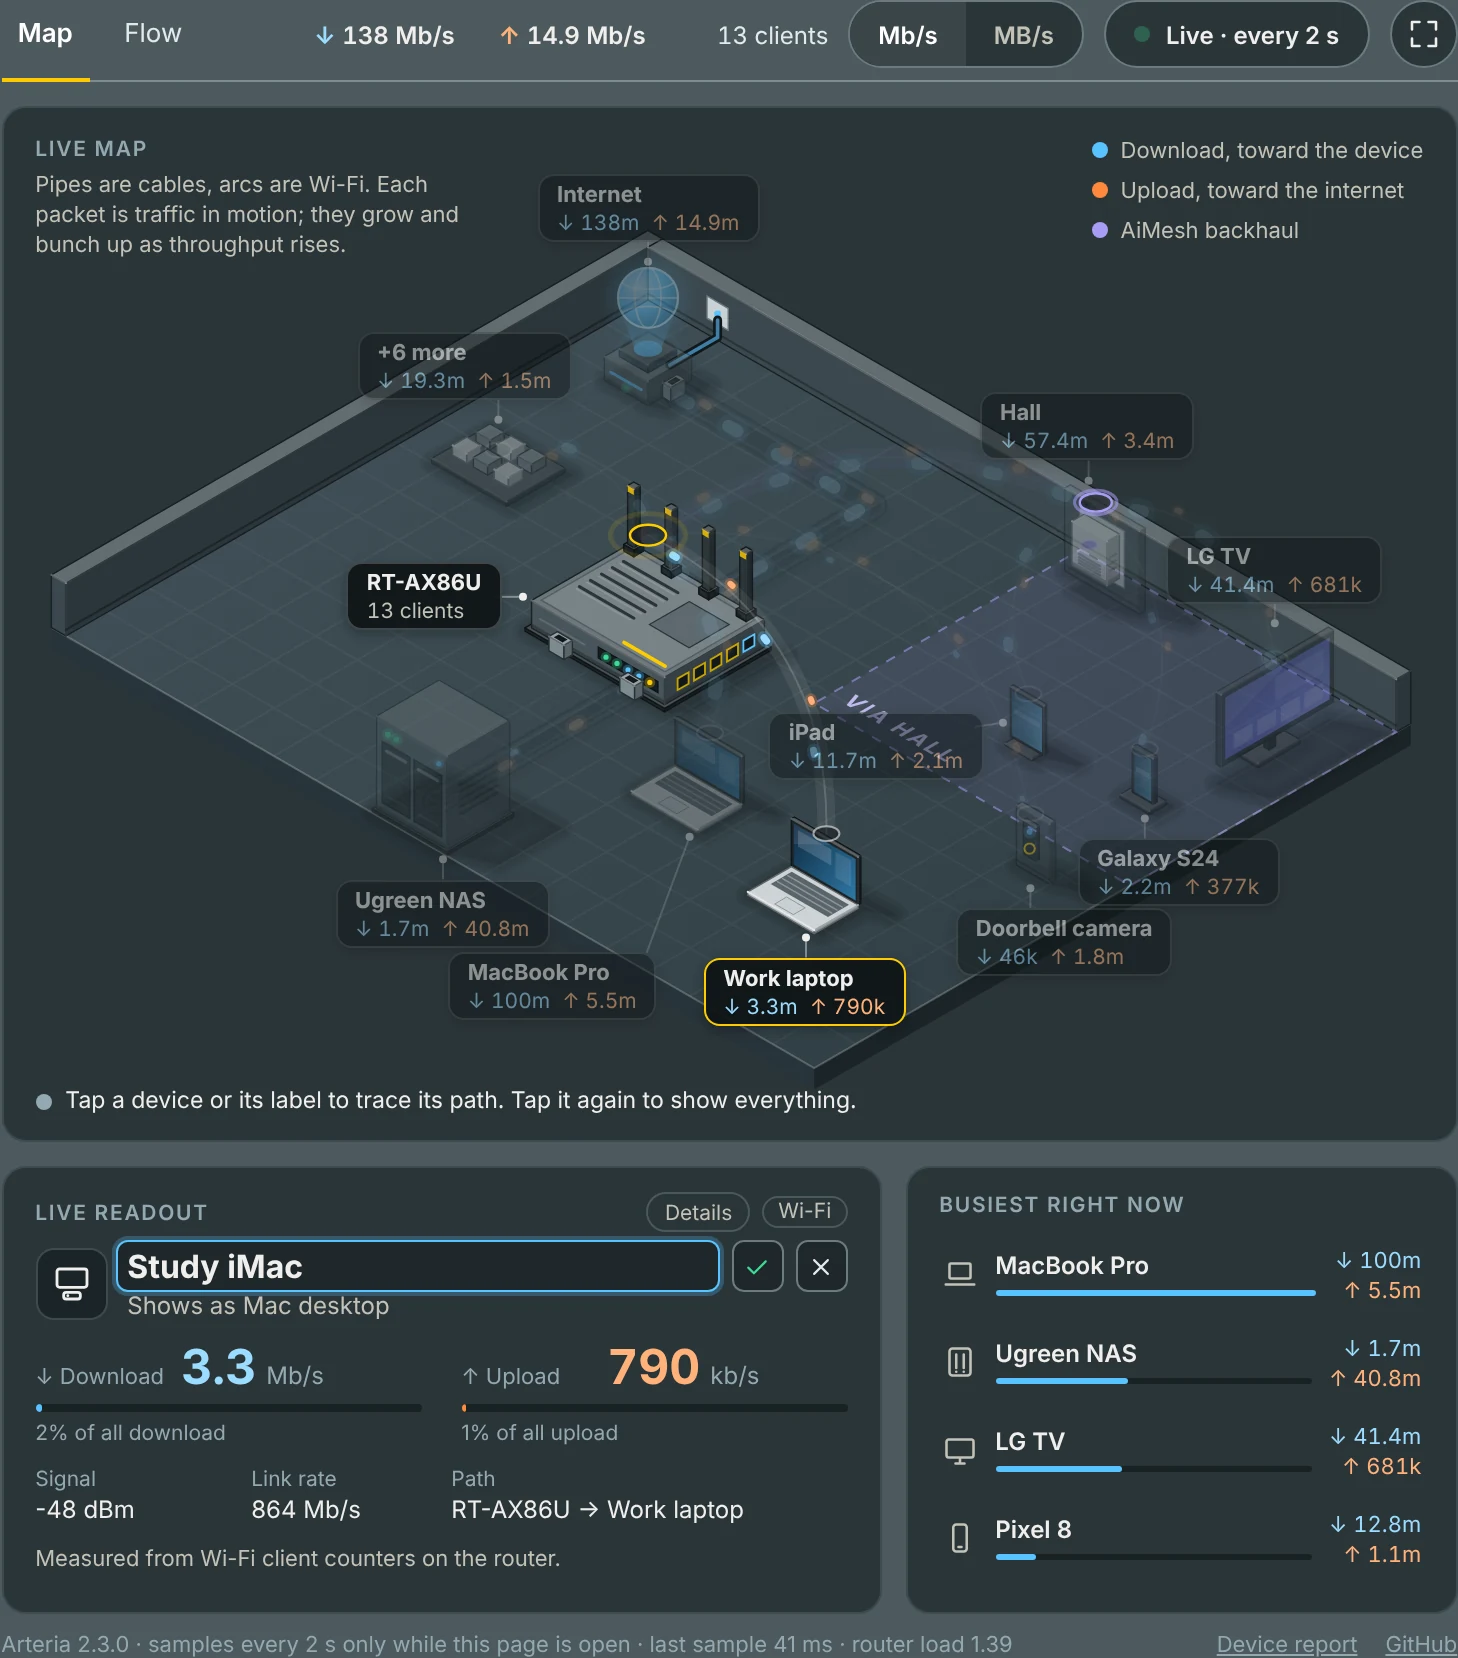 Map Flow ↓ 138 Mb/s ↑ 14.9 Mb/s 13 clients Mb/s MB/s Live · every 2 s
LIVE MAP
Pipes are cables, arcs are Wi-Fi. Each
packet is traffic in motion; they grow and
bunch up as throughput rises.
Download, toward the device
Upload, toward the internet
AiMesh backhaul
Internet
↓ 138m ↑ 14.9m
+6 more
↓ 19.3m ↑ 1.5m
Hall
↓ 57.4m ↑ 3.4m
LG TV
↓ 41.4m ↑ 681k
RT-AX86U
13 clients
VIA HALL
iPad
↓ 11.7m ↑ 2.1m
Galaxy S24
↓ 2.2m ↑ 377k
Ugreen NAS
↓ 1.7m ↑ 40.8m
Doorbell camera
↓ 46k ↑ 1.8m
MacBook Pro
↓ 100m ↑ 5.5m
Work laptop
↓ 3.3m ↑ 790k
Tap a device or its label to trace its path. Tap it again to show everything.
LIVE READOUT Details Wi-Fi
Study iMac
Shows as Mac desktop
↓ Download 3.3 Mb/s ↑ Upload 790 kb/s
2% of all download 1% of all upload
Signal Link rate Path
-48 dBm 864 Mb/s RT-AX86U → Work laptop
Measured from Wi-Fi client counters on the router.
BUSIEST RIGHT NOW
MacBook Pro ↓ 100m
↑ 5.5m
Ugreen NAS ↓ 1.7m
↑ 40.8m
LG TV ↓ 41.4m
↑ 681k
Pixel 8 ↓ 12.8m
↑ 1.1m
Arteria 2.3.0 · samples every 2 s only while this page is open · last sample 41 ms · router load 1.39 Device report GitHub